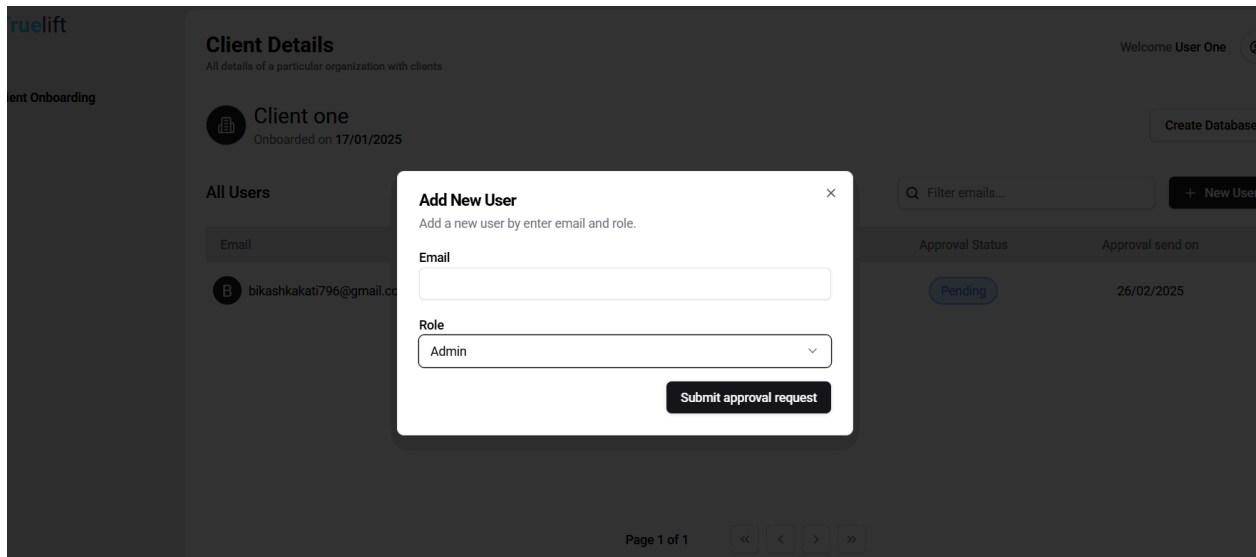 Truelift
Client Details
All details of a particular organization with clients
Welcome User One
ent Onboarding
Client one
Onboarded on 17/01/2025
Create Database
All Users
Filter emails...
+ New User
Add New User
Add a new user by enter email and role.
Email
Role
Admin
Submit approval request
Email
Approval Status
Approval send on
B
bikashkakati796@gmail.co
Pending
26/02/2025
Page 1 of 1